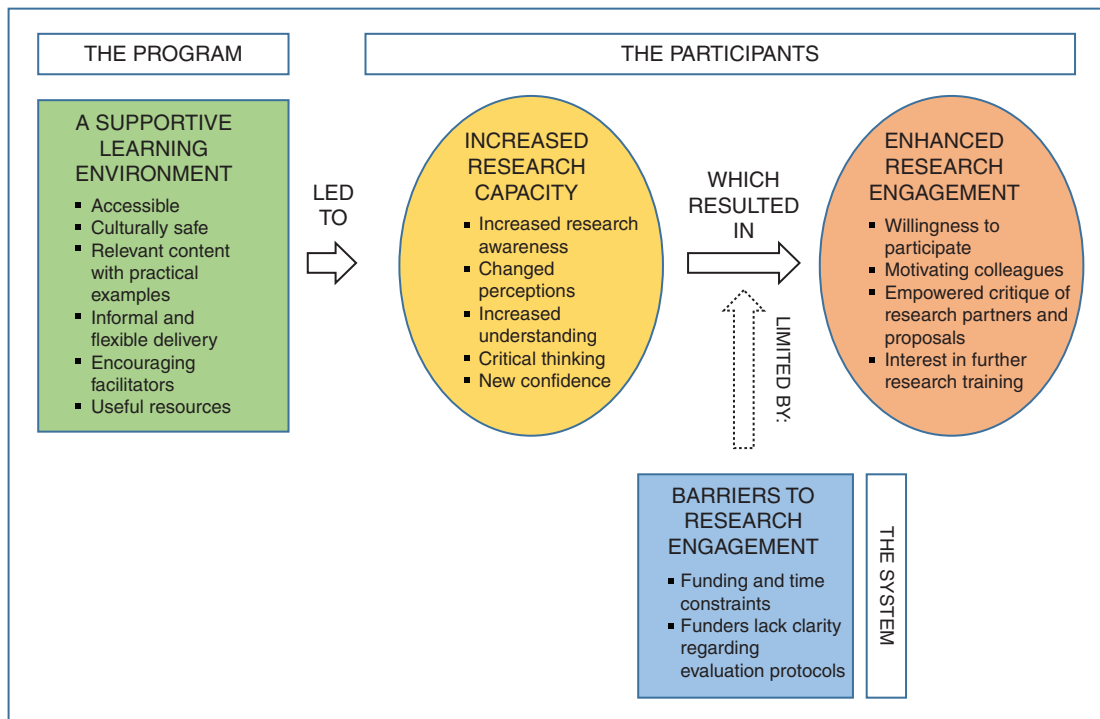 THE PROGRAM
THE PARTICIPANTS
A SUPPORTIVE
LEARNING
ENVIRONMENT
▪ Accessible
▪ Culturally safe
▪ Relevant content
with practical
examples
▪ Informal and
flexible delivery
▪ Encouraging
facilitators
▪ Useful resources
LED
TO
INCREASED
RESEARCH
CAPACITY
▪ Increased research
awareness
▪ Changed
perceptions
▪ Increased
understanding
▪ Critical thinking
▪ New confidence
WHICH
RESULTED
IN
ENHANCED
RESEARCH
ENGAGEMENT
▪ Willingness to
participate
▪ Motivating colleagues
▪ Empowered critique of
research partners and
proposals
▪ Interest in further
research training
LIMITED BY:
BARRIERS TO
RESEARCH
ENGAGEMENT
▪ Funding and time
constraints
▪ Funders lack clarity
regarding
evaluation protocols
THE SYSTEM